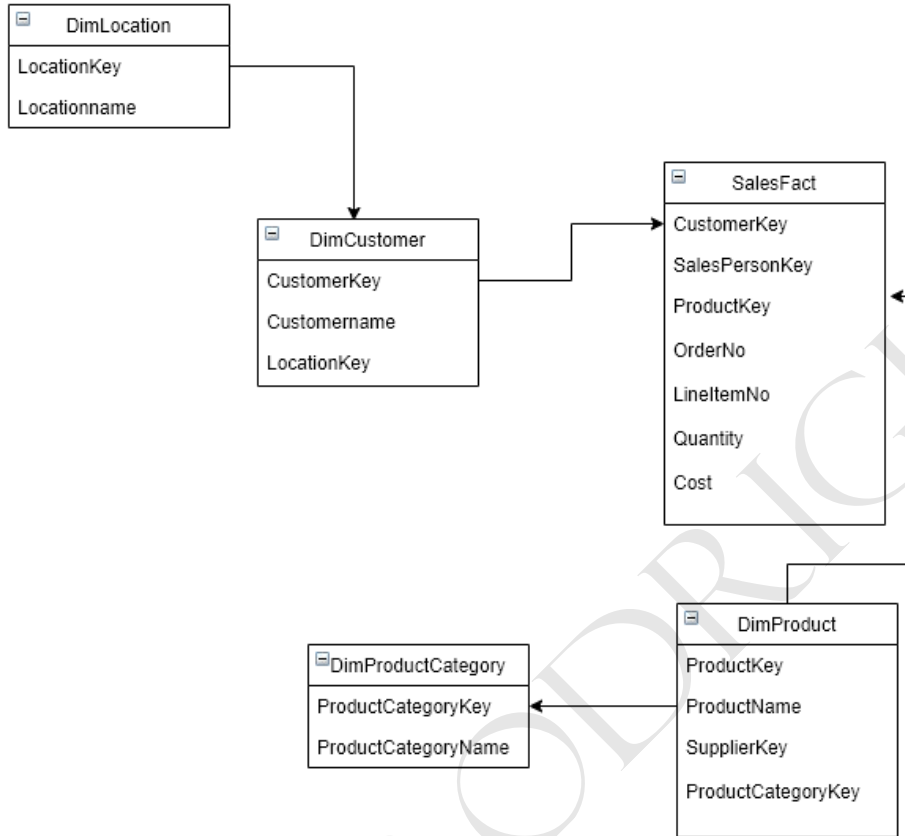 DimLocation
LocationKey
Locationname
DimCustomer
CustomerKey
Customername
LocationKey
SalesFact
CustomerKey
SalesPersonKey
ProductKey
OrderNo
LineItemNo
Quantity
Cost
DimProductCategory
ProductCategoryKey
ProductCategoryName
DimProduct
ProductKey
ProductName
SupplierKey
ProductCategoryKey